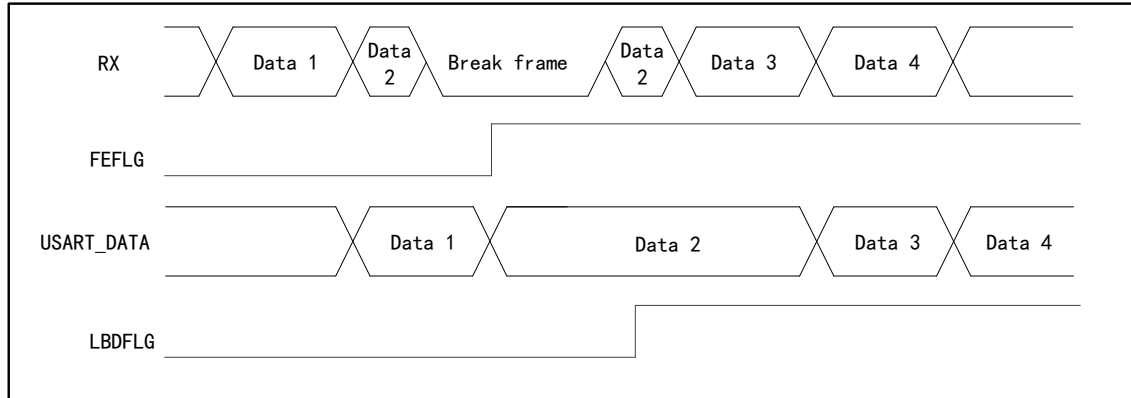 RX Data 1 Data 2 Break frame Data 2 Data 3 Data 4
FEFLG
USART_DATA Data 1 Data 2 Data 3 Data 4
LBDFLG